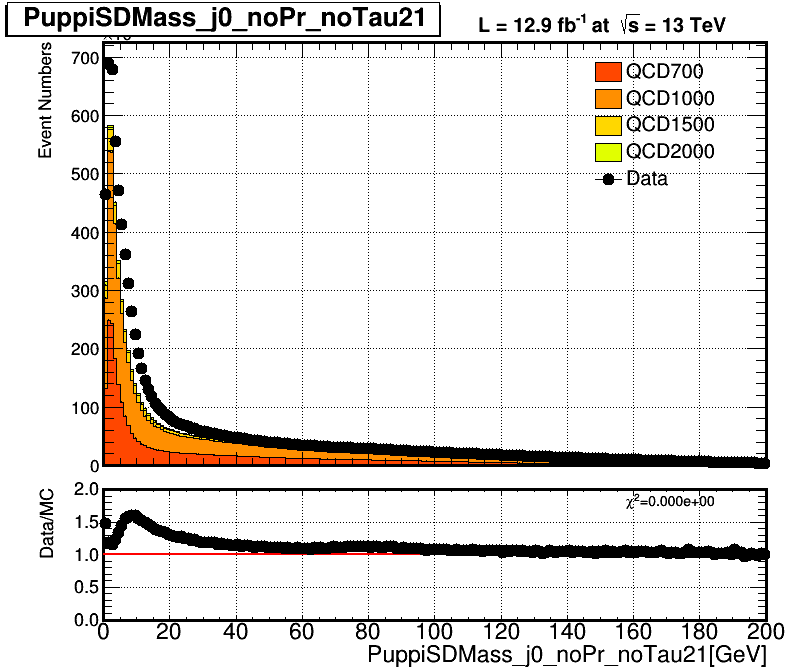 PuppiSDMass_j0_noPr_noTau21
L = 12.9 fb-1 at √s = 13 TeV
Event Numbers
700
600
500
400
300
200
100
0
QCD700
QCD1000
QCD1500
QCD2000
Data
Data/MC
2.0
1.5
1.0
0.5
0.0
χ2=0.000e+00
0 20 40 60 80 100 120 140 160 180 200
PuppiSDMass_j0_noPr_noTau21[GeV]